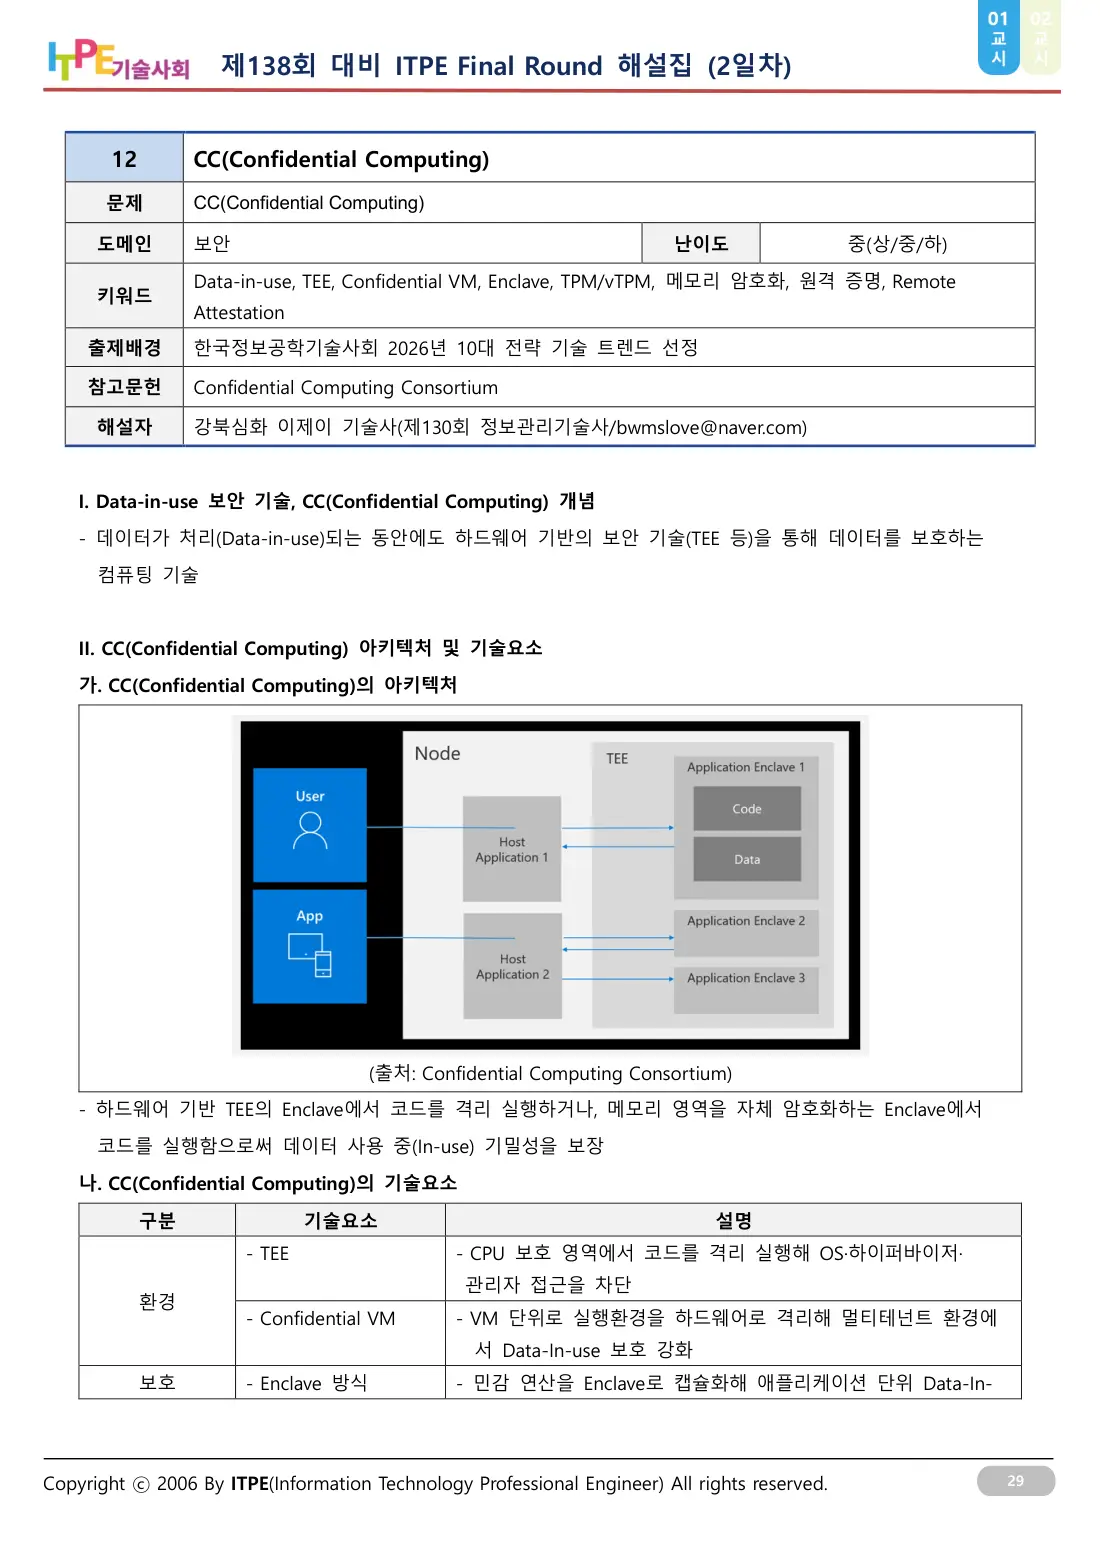 ITPE기술사회 제138회 대비 ITPE Final Round 해설집 (2일차)
01 교시
02 교시
12 CC(Confidential Computing)
문제 CC(Confidential Computing)
도메인 보안 난이도 중(상/중/하)
키워드 Data-in-use, TEE, Confidential VM, Enclave, TPM/vTPM, 메모리 암호화, 원격 증명, Remote
Attestation
출제배경 한국정보공학기술사회 2026년 10대 전략 기술 트렌드 선정
참고문헌 Confidential Computing Consortium
해설자 강북심화 이제이 기술사(제130회 정보관리기술사/bwmslove@naver.com)
I. Data-in-use 보안 기술, CC(Confidential Computing) 개념
- 데이터가 처리(Data-in-use)되는 동안에도 하드웨어 기반의 보안 기술(TEE 등)을 통해 데이터를 보호하는
컴퓨팅 기술
II. CC(Confidential Computing) 아키텍처 및 기술요소
가. CC(Confidential Computing)의 아키텍처
Node
TEE
User
App
Host
Application 1
Host
Application 2
Application Enclave 1
Code
Data
Application Enclave 2
Application Enclave 3
(출처: Confidential Computing Consortium)
- 하드웨어 기반 TEE의 Enclave에서 코드를 격리 실행하거나, 메모리 영역을 자체 암호화하는 Enclave에서
코드를 실행함으로써 데이터 사용 중(In-use) 기밀성을 보장
나. CC(Confidential Computing)의 기술요소
구분 기술요소 설명
환경 - TEE - CPU 보호 영역에서 코드를 격리 실행해 OS·하이퍼바이저·
관리자 접근을 차단
- Confidential VM - VM 단위로 실행환경을 하드웨어로 격리해 멀티테넌트 환경에
서 Data-In-use 보호 강화
보호 - Enclave 방식 - 민감 연산을 Enclave로 캡슐화해 애플리케이션 단위 Data-In-
Copyright ⓒ 2006 By ITPE(Information Technology Professional Engineer) All rights reserved.
29